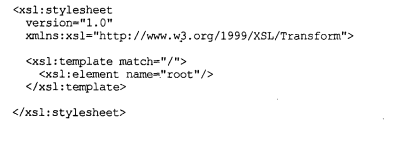 <xsl:stylesheet
version="1.0"
xmlns:xsl="http://www.w3.org/1999/XSL/Transform">
<xsl:template match="/">
<xsl:element name="root"/>
</xsl:template>
</xsl:stylesheet>